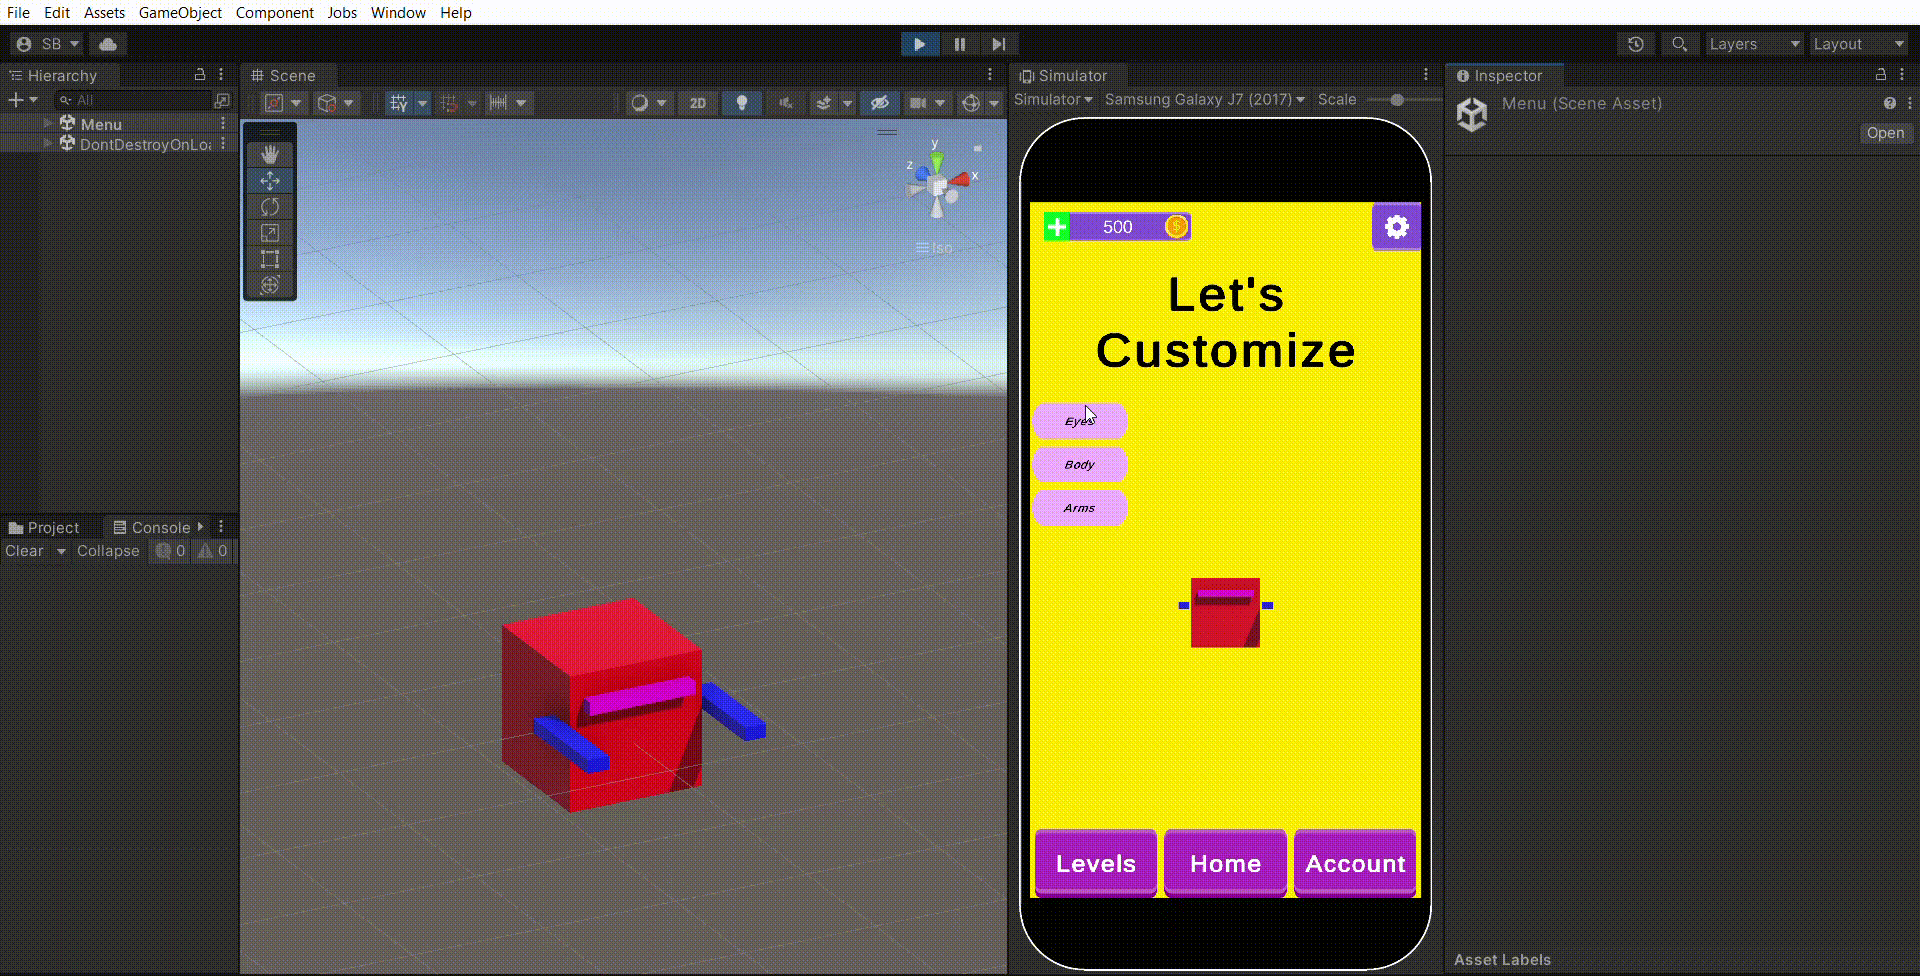 File Edit Assets GameObject Component Jobs Window Help
SB
Layers
Layout
Hierarchy
All
Menu
DontDestroyOnLoa
Project
Console
Clear Collapse 0 0
Scene
2D
y
z
x
Iso
Simulator
Simulator Samsung Galaxy J7 (2017) Scale
500
Let's
Customize
Eyes
Body
Arms
Levels Home Account
Inspector
Menu (Scene Asset)
Open
Asset Labels